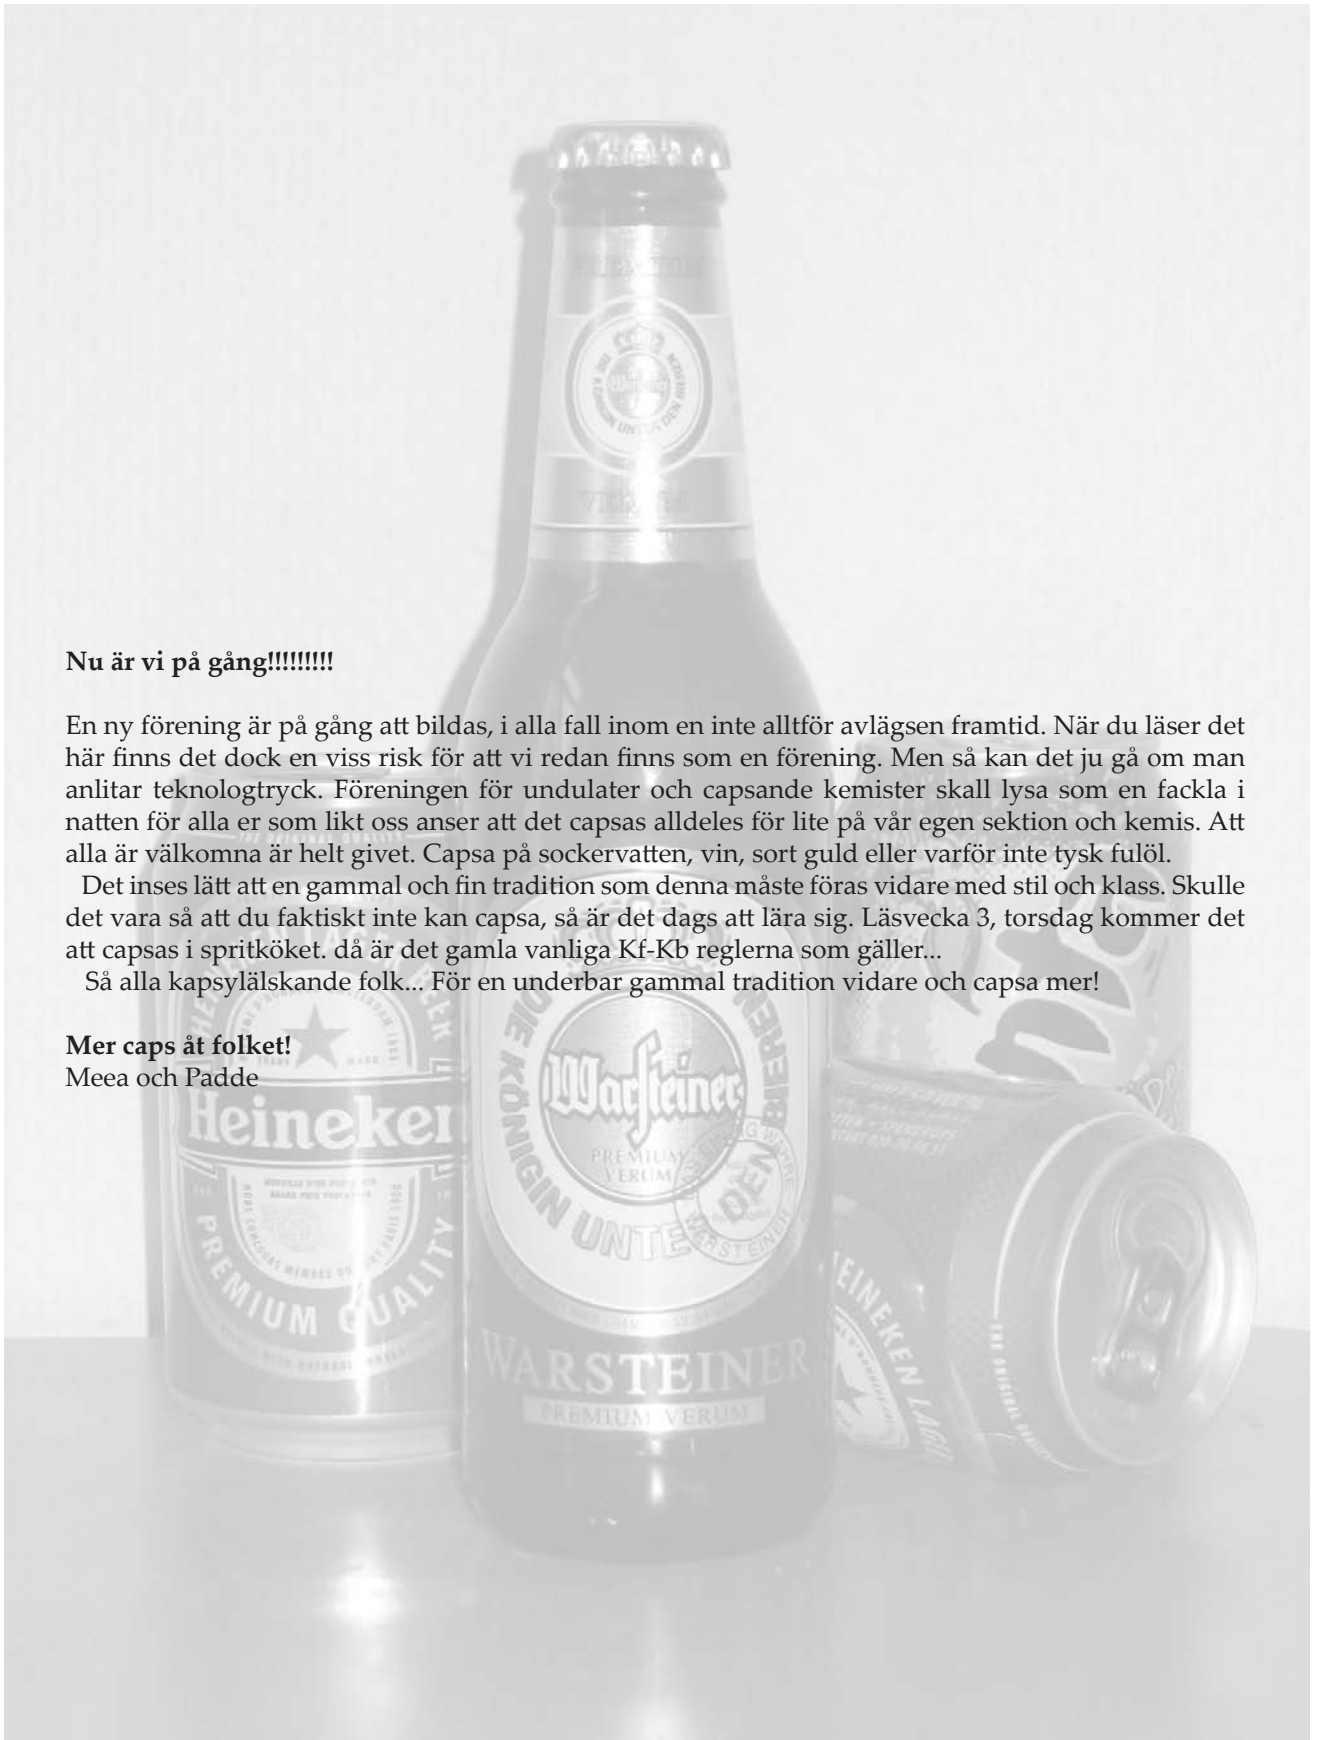 Nu är vi på gång!!!!!!!!!
En ny förening är på gång att bildas, i alla fall inom en inte alltför avlägsen framtid. När du läser det
här finns det dock en viss risk för att vi redan finns som en förening. Men så kan det ju gå om man
anlitar teknologtryck. Föreningen för undulater och capsande kemister skall lysa som en fackla i
natten för alla er som likt oss anser att det capsas alldeles för lite på vår egen sektion och kemis. Att
alla är välkomna är helt givet. Capsa på sockervatten, vin, sort guld eller varför inte tysk fulöl.
Det inses lätt att en gammal och fin tradition som denna måste föras vidare med stil och klass. Skulle
det vara så att du faktiskt inte kan capsa, så är det dags att lära sig. Läsvecka 3, torsdag kommer det
att capsas i spritköket. då är det gamla vanliga Kf-Kb reglerna som gäller...
Så alla kapsylälskande folk... För en underbar gammal tradition vidare och capsa mer!
Mer caps åt folket!
Meea och Padde
DIE KÖNIGIN UNTER DEN BIEREN
Warsteiner
PREMIUM
VERUM
WARSTEINER
PREMIUM VERUM
Heineken
PREMIUM QUALITY
HEINEKEN LAGER
THE ORIGINAL QUALITY